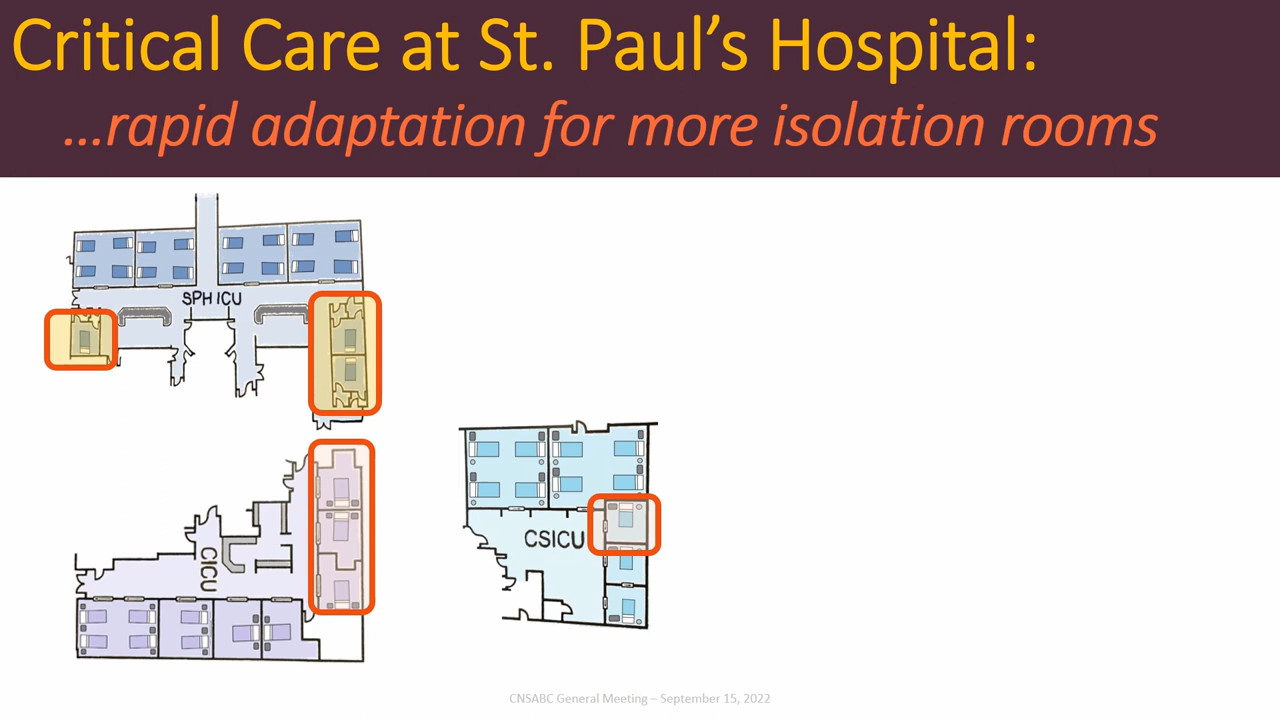 Critical Care at St. Paul’s Hospital:
…rapid adaptation for more isolation rooms
SPH ICU
CICU
CSICU
CNSABC General Meeting – September 15, 2022